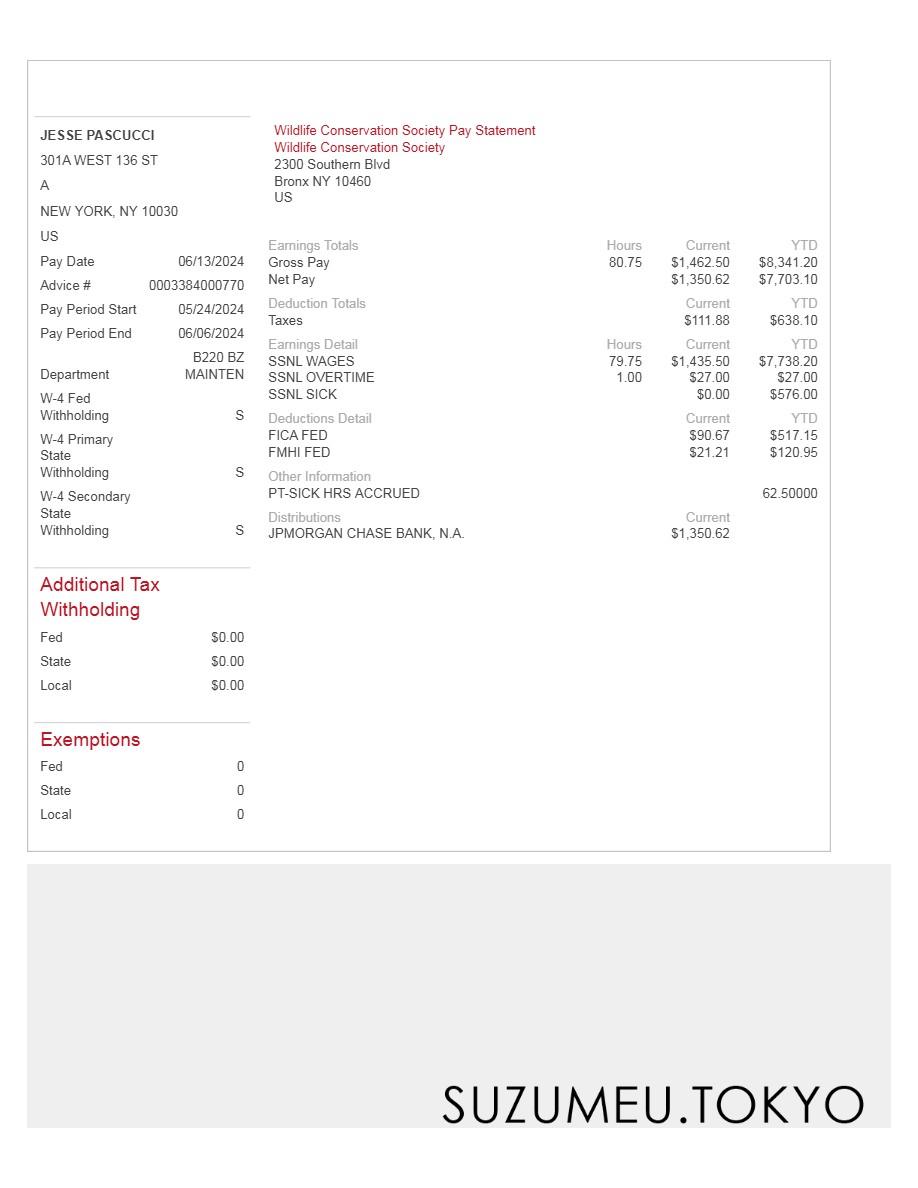 JESSE PASCUCCI
301A WEST 136 ST
A
NEW YORK, NY 10030
US
Pay Date 06/13/2024
Advice # 0003384000770
Pay Period Start 05/24/2024
Pay Period End 06/06/2024
B220 BZ
Department MAINTEN
W-4 Fed
Withholding S
W-4 Primary
State
Withholding S
W-4 Secondary
State
Withholding S
Additional Tax
Withholding
Fed $0.00
State $0.00
Local $0.00
Exemptions
Fed 0
State 0
Local 0
Wildlife Conservation Society Pay Statement
Wildlife Conservation Society
2300 Southern Blvd
Bronx NY 10460
US
Earnings Totals Hours Current YTD
Gross Pay 80.75 $1,462.50 $8,341.20
Net Pay $1,350.62 $7,703.10
Deduction Totals Current YTD
Taxes $111.88 $638.10
Earnings Detail Hours Current YTD
SSNL WAGES 79.75 $1,435.50 $7,738.20
SSNL OVERTIME 1.00 $27.00 $27.00
SSNL SICK $0.00 $576.00
Deductions Detail Current YTD
FICA FED $90.67 $517.15
FMHI FED $21.21 $120.95
Other Information
PT-SICK HRS ACCRUED 62.50000
Distributions Current
JPMORGAN CHASE BANK, N.A. $1,350.62
SUZUMEU.TOKYO